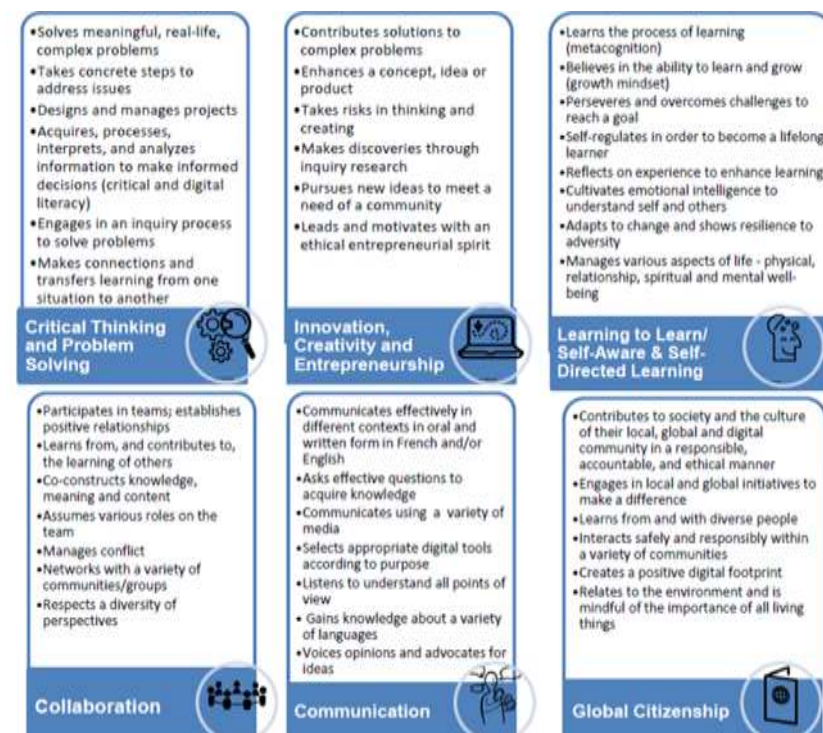 •Solves meaningful, real-life,
complex problems
•Takes concrete steps to
address issues
•Designs and manages projects
•Acquires, processes,
interprets, and analyzes
information to make informed
decisions (critical and digital
literacy)
•Engages in an inquiry process
to solve problems
•Makes connections and
transfers learning from one
situation to another
Critical Thinking
and Problem
Solving
•Contributes solutions to
complex problems
•Enhances a concept, idea or
product
•Takes risks in thinking and
creating
•Makes discoveries through
inquiry research
•Pursues new ideas to meet a
need of a community
•Leads and motivates with an
ethical entrepreneurial spirit
Innovation,
Creativity and
Entrepreneurship
•Learns the process of learning
(metacognition)
•Believes in the ability to learn and grow
(growth mindset)
•Perseveres and overcomes challenges to
reach a goal
•Self-regulates in order to become a lifelong
learner
•Reflects on experience to enhance learning
•Cultivates emotional intelligence to
understand self and others
•Adapts to change and shows resilience to
adversity
•Manages various aspects of life - physical,
relationship, spiritual and mental well-
being
Learning to Learn/
Self-Aware & Self-
Directed Learning
•Participates in teams; establishes
positive relationships
•Learns from, and contributes to,
the learning of others
•Co-constructs knowledge,
meaning and content
•Assumes various roles on the
team
•Manages conflict
•Networks with a variety of
communities/groups
•Respects a diversity of
perspectives
Collaboration
•Communicates effectively in
different contexts in oral and
written form in French and/or
English
•Asks effective questions to
acquire knowledge
•Communicates using a variety of
media
•Selects appropriate digital tools
according to purpose
•Listens to understand all points of
view
• Gains knowledge about a variety
of languages
•Voices opinions and advocates for
ideas
Communication
•Contributes to society and the culture
of their local, global and digital
community in a responsible,
accountable, and ethical manner
•Engages in local and global initiatives to
make a difference
•Learns from and with diverse people
•Interacts safely and responsibly within
a variety of communities
•Creates a positive digital footprint
•Relates to the environment and is
mindful of the importance of all living
things
Global Citizenship